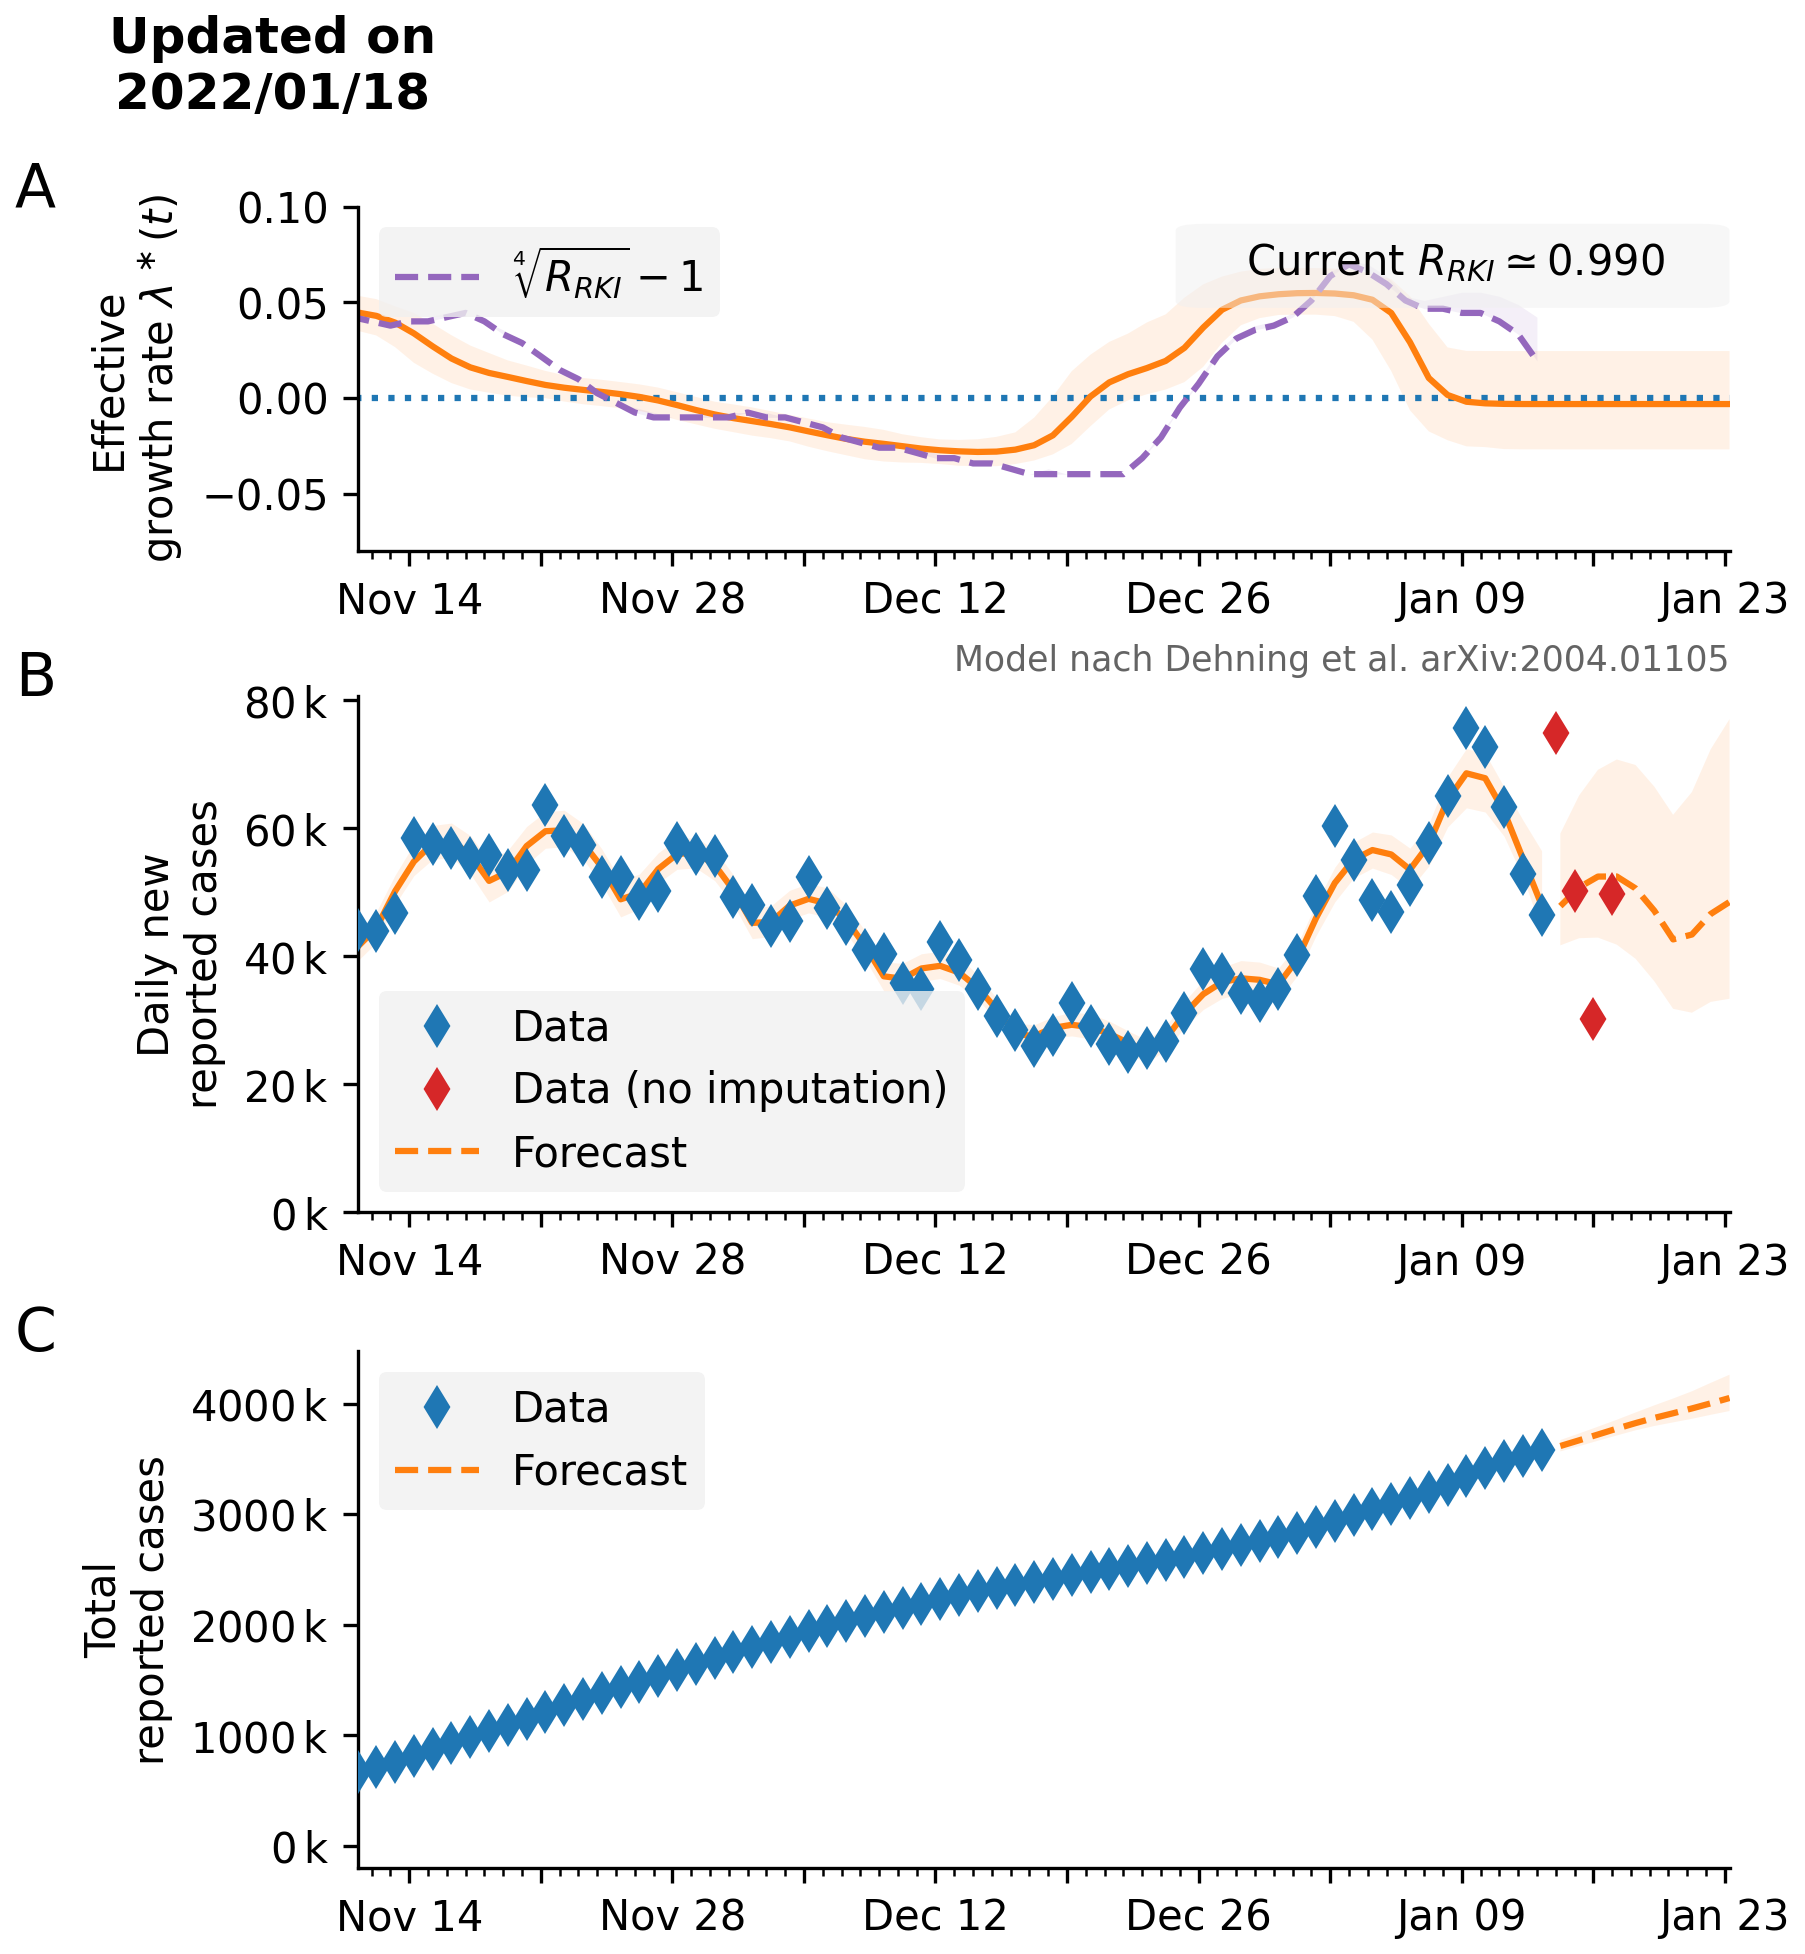 Updated on
2022/01/18
A
Effective
growth rate λ * (t)
0.10
0.05
0.00
−0.05
∜R_RKI − 1
Current R_RKI ≃ 0.990
Nov 14 Nov 28 Dec 12 Dec 26 Jan 09 Jan 23
Model nach Dehning et al. arXiv:2004.01105
B
Daily new
reported cases
80 k
60 k
40 k
20 k
0 k
Data
Data (no imputation)
Forecast
Nov 14 Nov 28 Dec 12 Dec 26 Jan 09 Jan 23
C
Total
reported cases
4000 k
3000 k
2000 k
1000 k
0 k
Data
Forecast
Nov 14 Nov 28 Dec 12 Dec 26 Jan 09 Jan 23